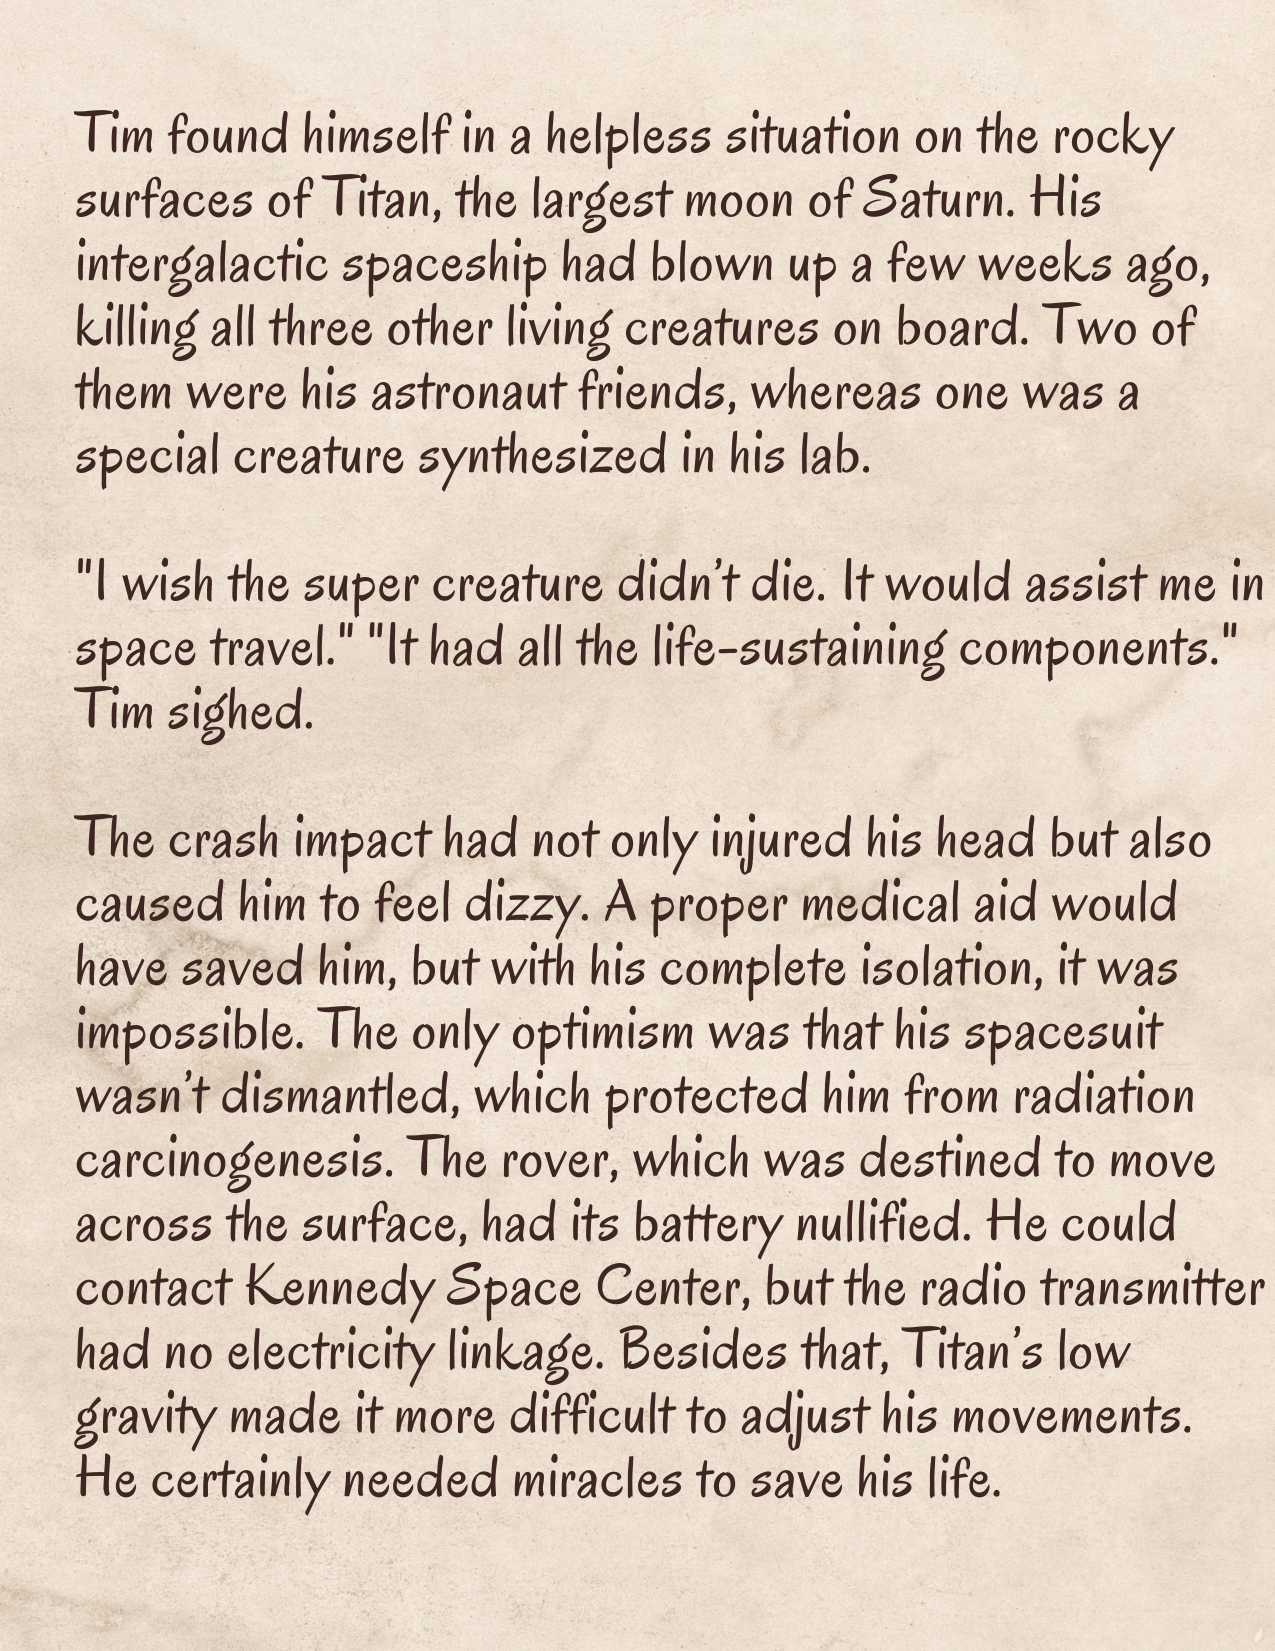 Tim found himself in a helpless situation on the rocky
surfaces of Titan, the largest moon of Saturn. His
intergalactic spaceship had blown up a few weeks ago,
killing all three other living creatures on board. Two of
them were his astronaut friends, whereas one was a
special creature synthesized in his lab.
"I wish the super creature didn’t die. It would assist me in
space travel." "It had all the life-sustaining components."
Tim sighed.
The crash impact had not only injured his head but also
caused him to feel dizzy. A proper medical aid would
have saved him, but with his complete isolation, it was
impossible. The only optimism was that his spacesuit
wasn’t dismantled, which protected him from radiation
carcinogenesis. The rover, which was destined to move
across the surface, had its battery nullified. He could
contact Kennedy Space Center, but the radio transmitter
had no electricity linkage. Besides that, Titan’s low
gravity made it more difficult to adjust his movements.
He certainly needed miracles to save his life.